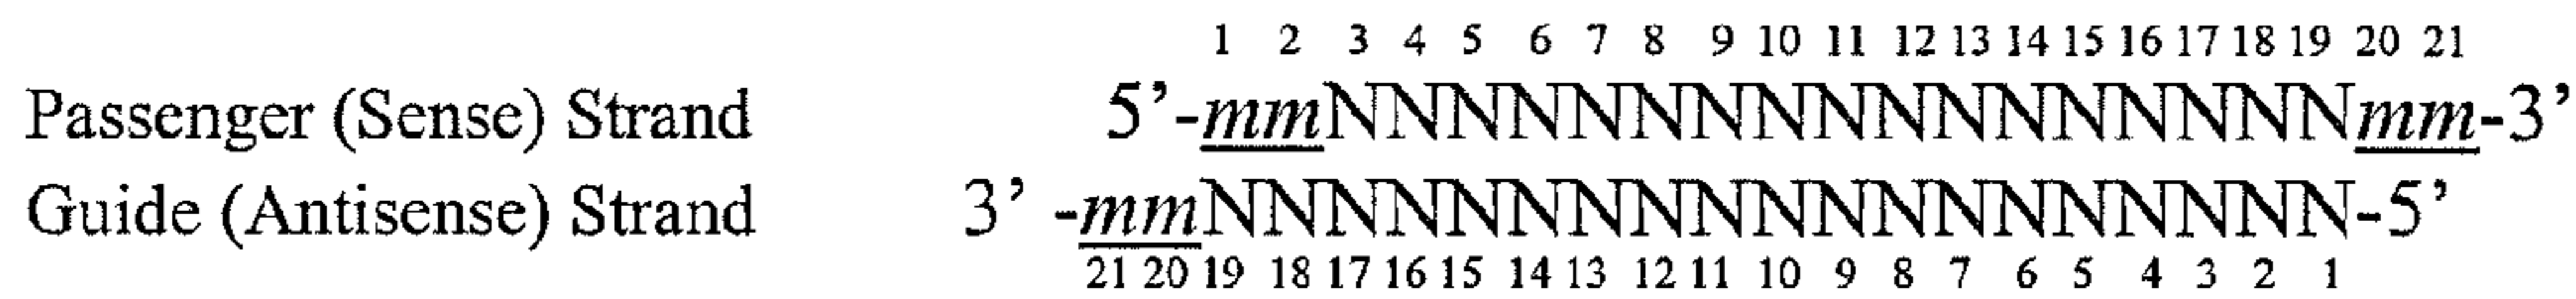 1 2 3 4 5 6 7 8 9 10 11 12 13 14 15 16 17 18 19 20 21
Passenger (Sense) Strand 5’-mmNNNNNNNNNNNNNNNNNmm-3’
Guide (Antisense) Strand 3’ -mmNNNNNNNNNNNNNNNNNNN-5’
21 20 19 18 17 16 15 14 13 12 11 10 9 8 7 6 5 4 3 2 1